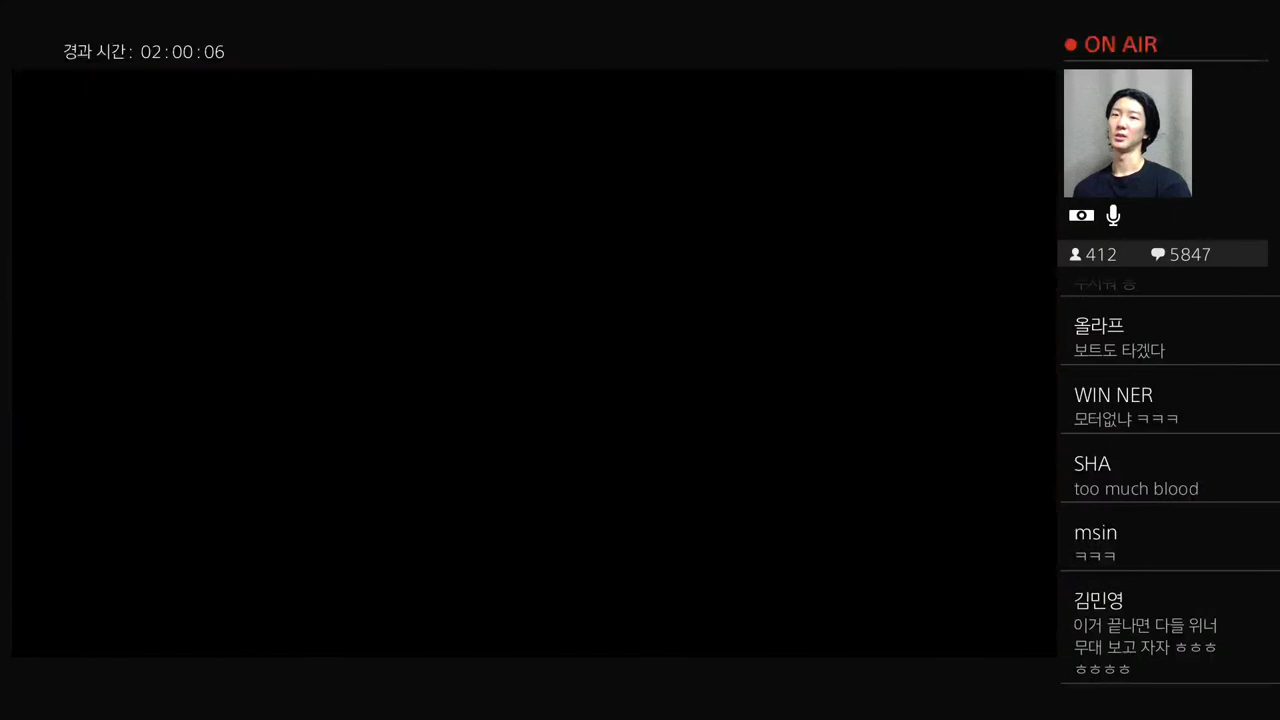 경과 시간 : 02 : 00 : 06
ON AIR
412 5847
올라프
보트도 타겠다
WIN NER
모터없냐 ㅋㅋㅋ
SHA
too much blood
msin
ㅋㅋㅋ
김민영
이거 끝나면 다들 위너
무대 보고 자자 ㅎㅎㅎ
ㅎㅎㅎㅎ